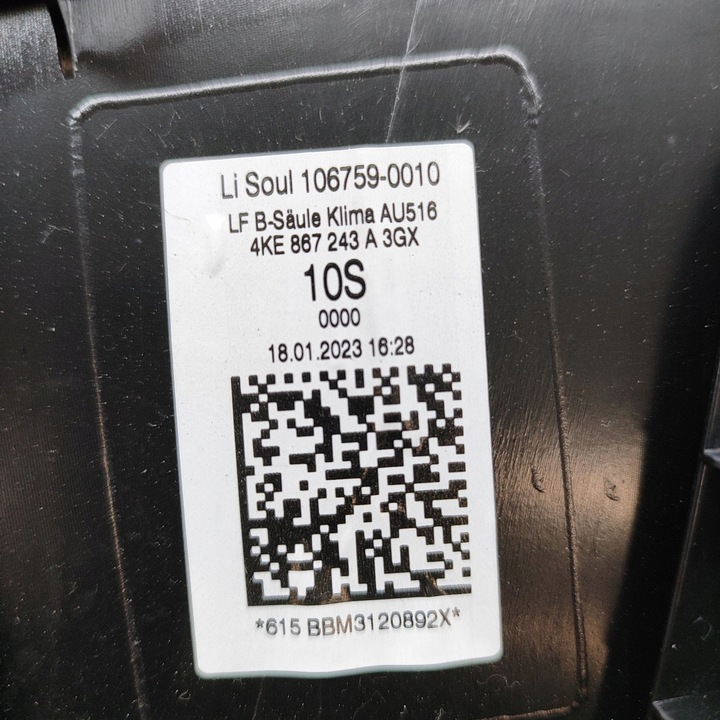 Li Soul 106759-0010
LF B-Säule Klima AU516
4KE 867 243 A 3GX
10S
0000
18.01.2023 16:28
*615 BBM3120892X*